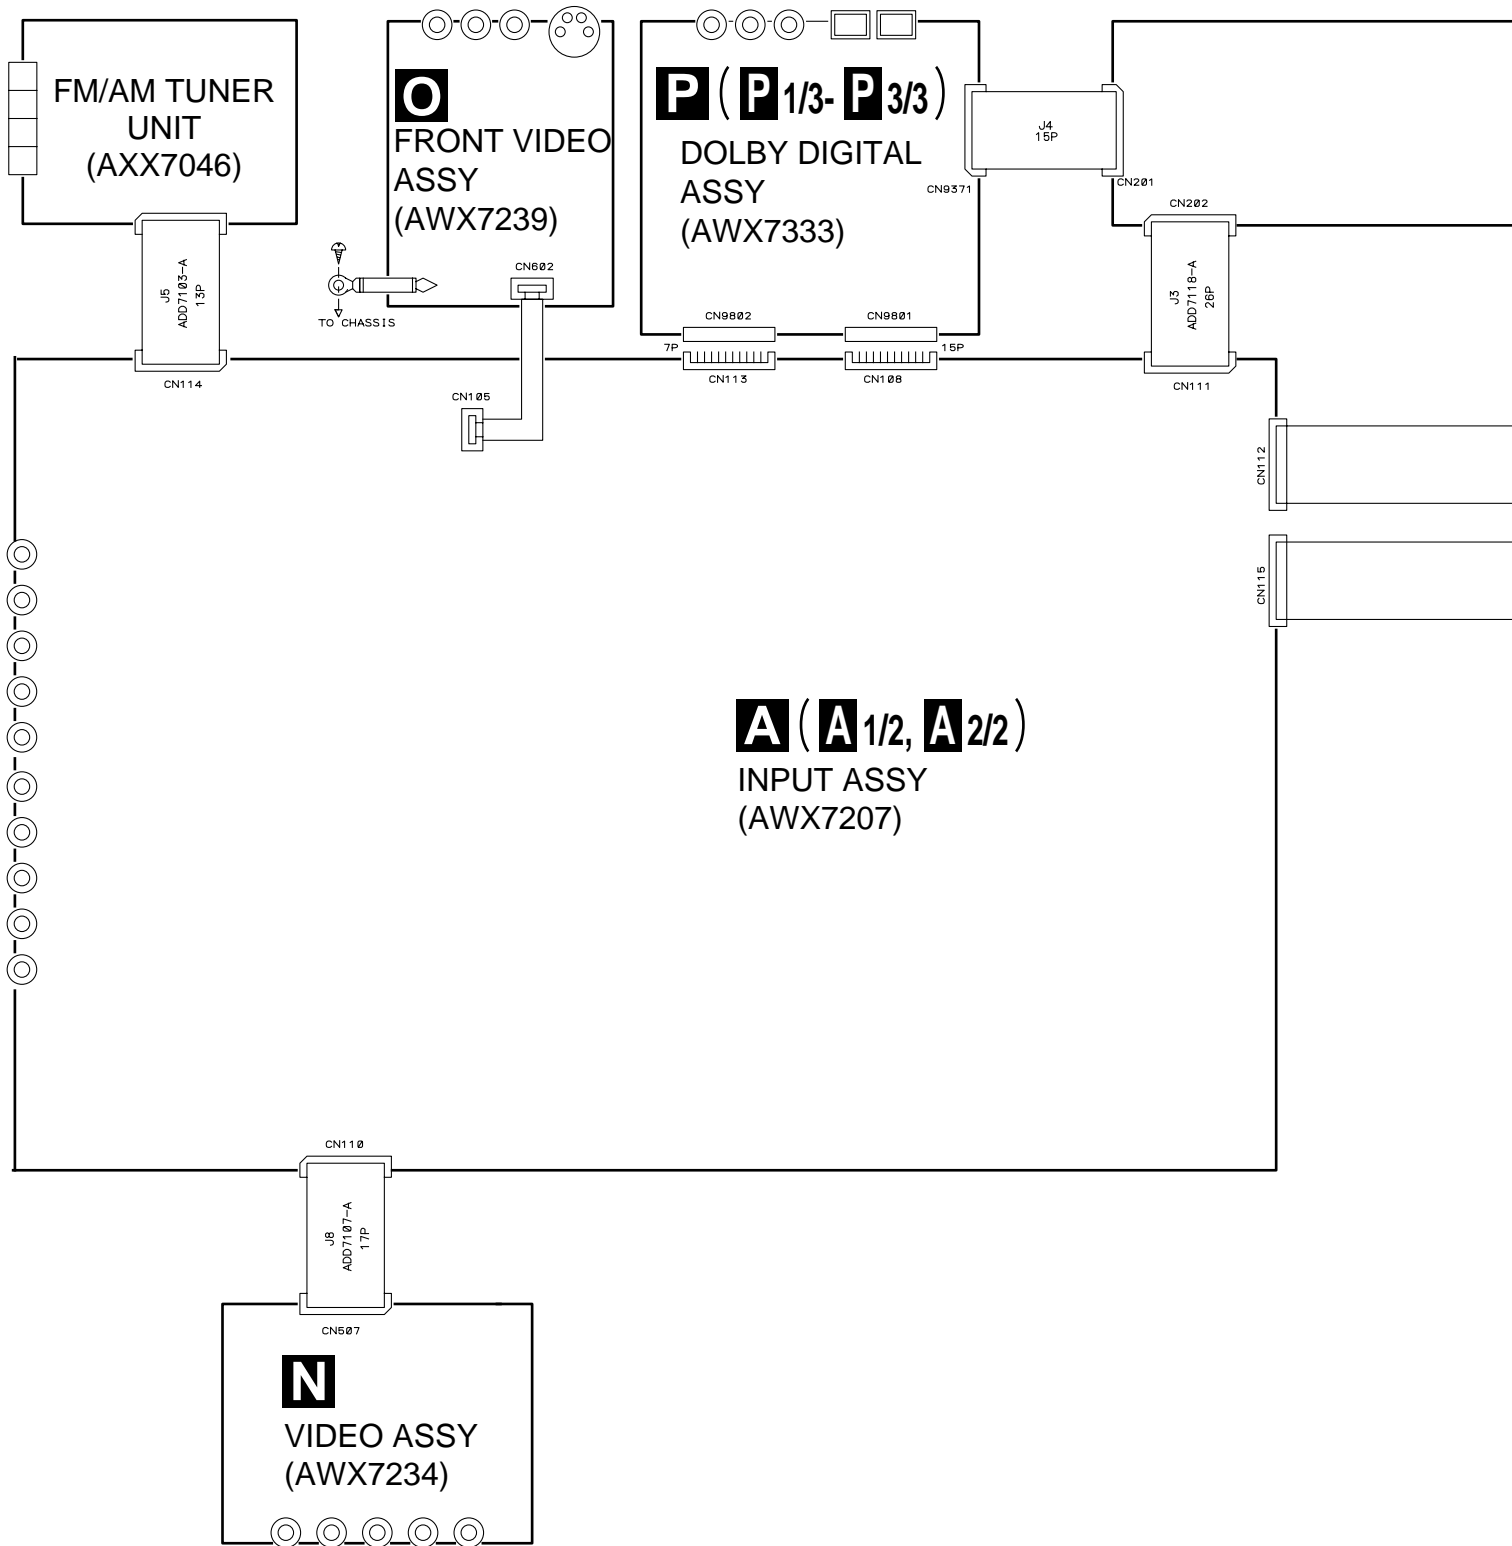 FM/AM TUNER
UNIT
(AXX7046)
O
FRONT VIDEO
ASSY
(AWX7239)
P ( P 1/3- P 3/3 )
DOLBY DIGITAL
ASSY
(AWX7333)
J4
15P
CN9371
CN201
CN202
J5
ADD7103-A
13P
TO CHASSIS
CN602
CN9802
CN9801
J3
ADD7118-A
26P
7P
15P
CN114
CN113
CN108
CN111
CN105
CN112
CN115
A ( A 1/2, A 2/2 )
INPUT ASSY
(AWX7207)
CN110
J8
ADD7107-A
17P
CN507
N
VIDEO ASSY
(AWX7234)